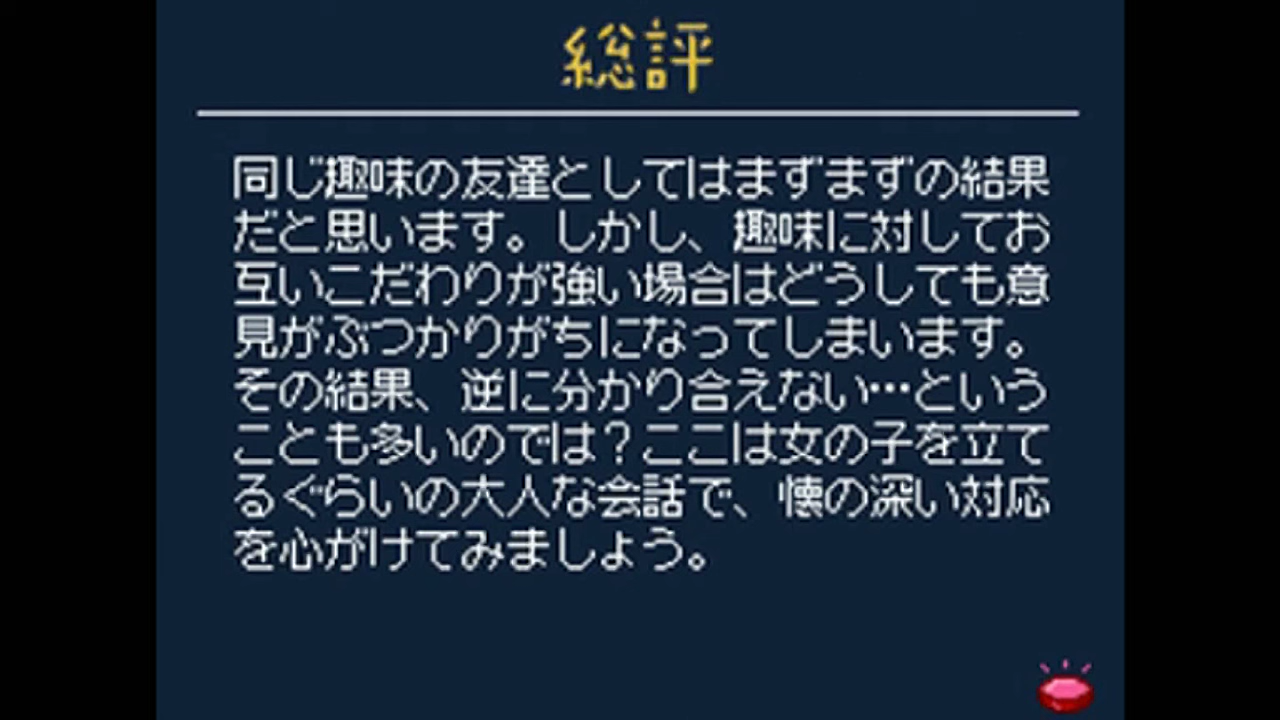 総評
同じ趣味の友達としてはまずまずの結果
だと思います。しかし、趣味に対してお
互いこだわりが強い場合はどうしても意
見がぶつかりがちになってしまいます。
その結果、逆に分かり合えない…という
ことも多いのでは？ここは女の子を立て
るぐらいの大人な会話で、懐の深い対応
を心がけてみましょう。